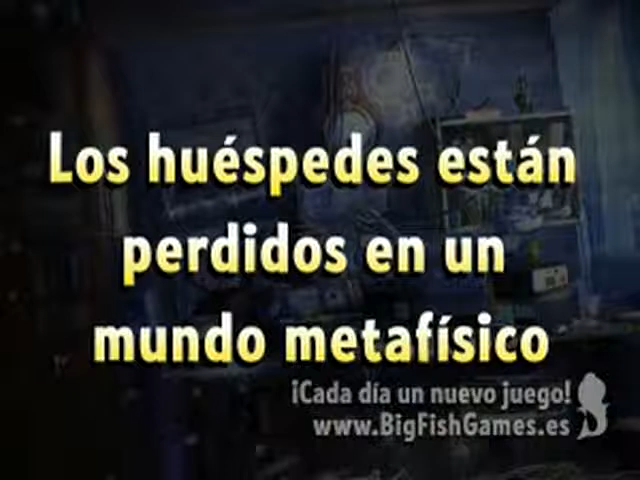 Los huéspedes están
perdidos en un
mundo metafísico
¡Cada día un nuevo juego!
www.BigFishGames.es